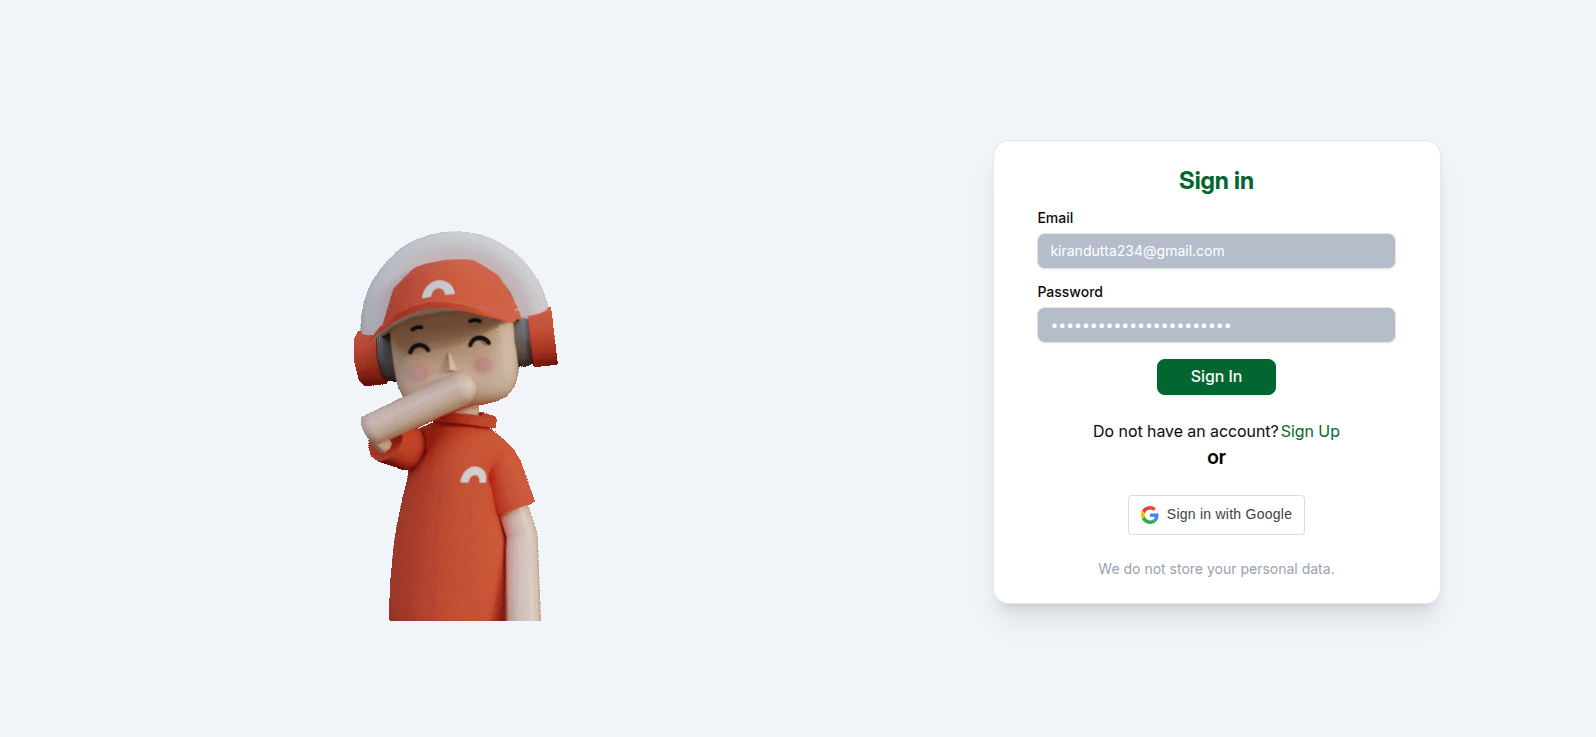 Sign in
Email
kirandutta234@gmail.com
Password
•••••••••••••••••••••••
Sign In
Do not have an account? Sign Up
or
Sign in with Google
We do not store your personal data.